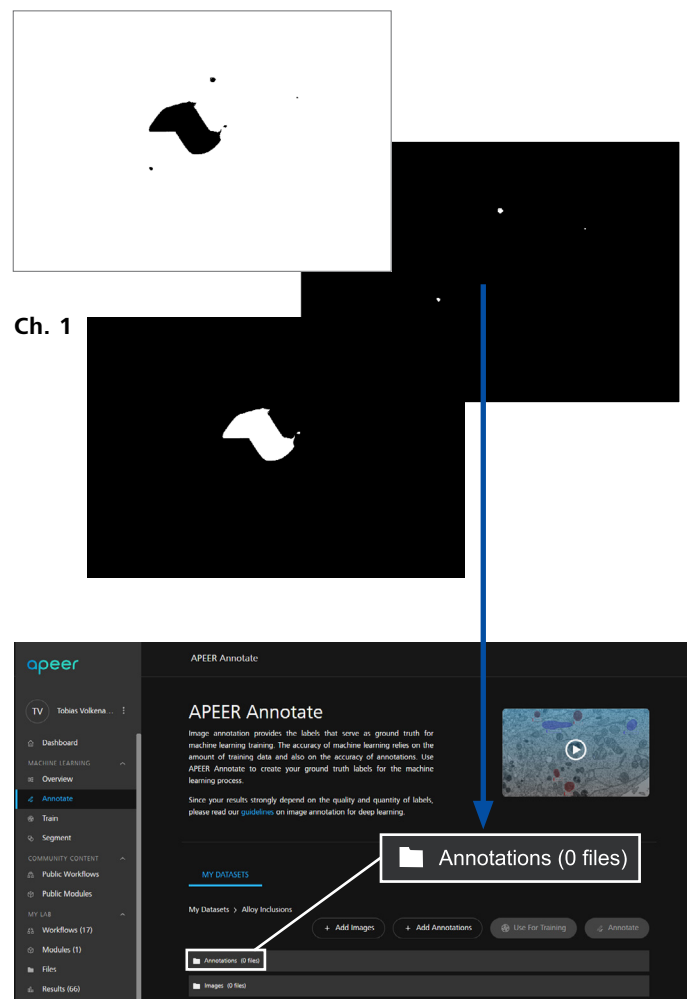 Ch. 1
apeer
APEER Annotate
TV Tobias Volkena...
APEER Annotate
Image annotation provides the labels that serve as ground truth for
machine learning training. The accuracy of machine learning relies on the
amount of training data and also on the accuracy of annotations. Use
APEER Annotate to create your ground truth labels for the machine
learning process.
Since your results strongly depend on the quality and quantity of labels,
please read our guidelines on image annotation for deep learning.
Dashboard
MACHINE LEARNING
Overview
Annotate
Train
Segment
COMMUNITY CONTENT
Public Workflows
Public Modules
MY LAB
Workflows (17)
Modules (1)
Files
Results (66)
Annotations (0 files)
MY DATASETS
My Datasets > Alloy Inclusions
+ Add Images
+ Add Annotations
Use For Training
Annotate
Annotations (0 files)
Images (0 files)